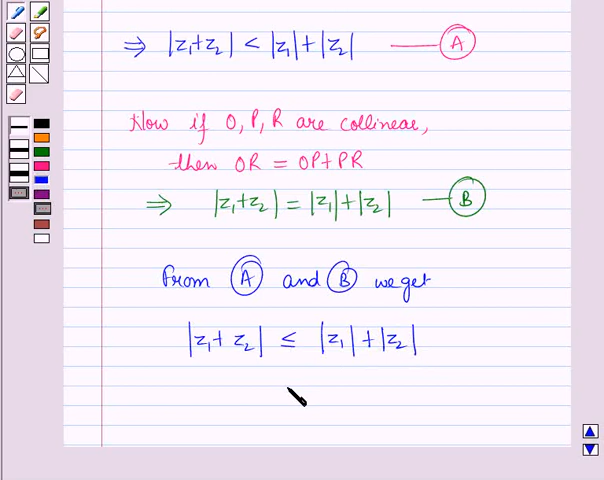 ⇒ |z₁+z₂| < |z₁|+|z₂| —— A
Now if O, P, R are collinear,
then OR = OP+PR
⇒ |z₁+z₂| = |z₁|+|z₂| — B
From A and B we get
|z₁+ z₂| ≤ |z₁|+|z₂|